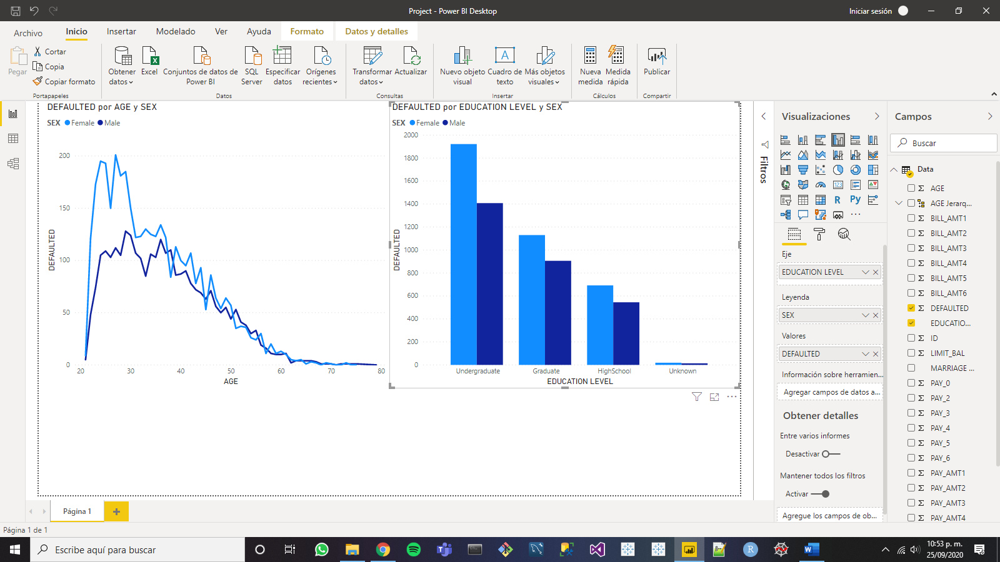 Project - Power BI Desktop
Iniciar sesión
Archivo Inicio Insertar Modelado Ver Ayuda Formato Datos y detalles
Pegar
Cortar
Copia
Copiar formato
Portapapeles
Obtener datos
Excel
Conjuntos de datos de Power BI
SQL Server
Especificar datos
Orígenes recientes
Datos
Transformar datos
Actualizar
Consultas
Nuevo objeto visual
A
Cuadro de texto
Más objetos visuales
Insertar
Nueva medida
Medida rápida
Cálculos
Publicar
Compartir
DEFAULTED por AGE y SEX
SEX Female Male
DEFAULTED
200
150
100
50
0
20 30 40 50 60 70 80
AGE
DEFAULTED por EDUCATION LEVEL y SEX
SEX Female Male
DEFAULTED
2000
1800
1600
1400
1200
1000
800
600
400
200
0
Undergraduate Graduate HighSchool Unknown
EDUCATION LEVEL
Filtros
Visualizaciones
123
R Py
Eje
EDUCATION LEVEL
Leyenda
SEX
Valores
DEFAULTED
Información sobre herramien...
Agregar campos de datos a...
Obtener detalles
Entre varios informes
Desactivar
Mantener todos los filtros
Activar
Agregue los campos de ob...
Campos
Buscar
Data
AGE
AGE Jerarq...
BILL_AMT1
BILL_AMT2
BILL_AMT3
BILL_AMT4
BILL_AMT5
BILL_AMT6
DEFAULTED
EDUCATIO...
ID
LIMIT_BAL
MARRIAGE ...
PAY_0
PAY_2
PAY_3
PAY_4
PAY_5
PAY_6
PAY_AMT1
PAY_AMT2
PAY_AMT3
PAY_AMT4
Página 1
Página 1 de 1
Escribe aquí para buscar
10:53 p. m.
25/09/2020